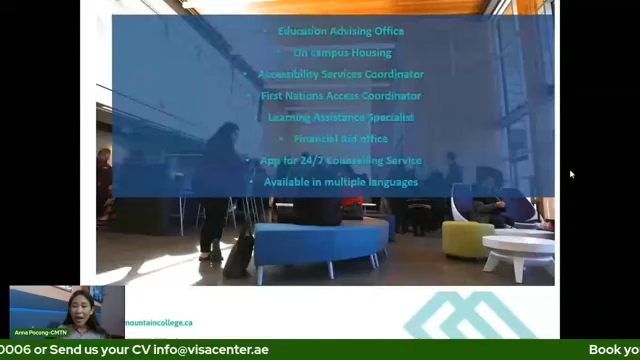 • Education Advising Office
• On campus Housing
• Accessibility Services Coordinator
• First Nations Access Coordinator
Learning Assistance Specialist
• Financial Aid office
• App for 24/7 Counselling Service
• Available in multiple languages
mountaincollege.ca
Anna Pocong-CMTN
0006 or Send us your CV info@visacenter.ae
Book yo